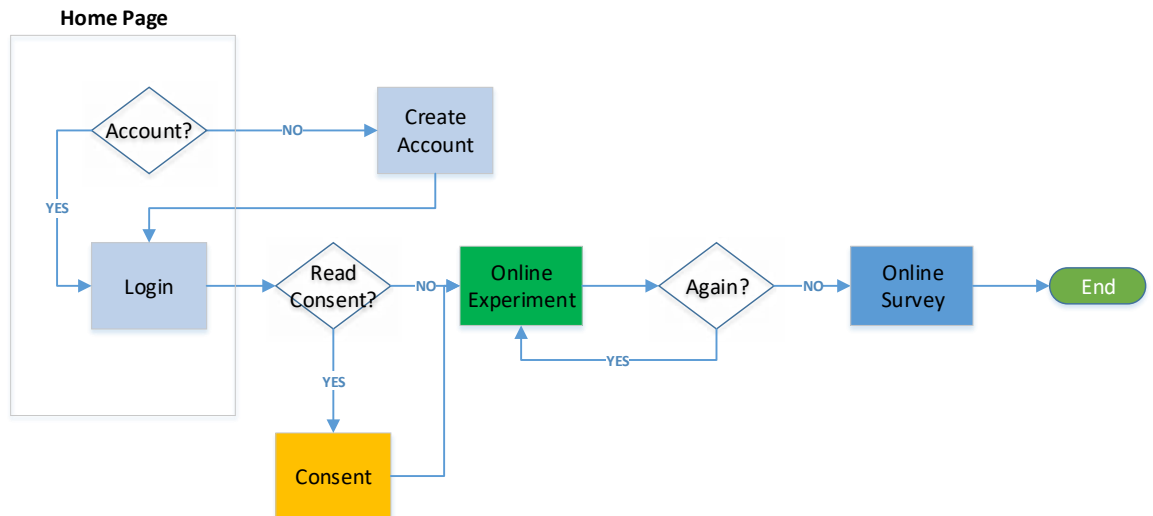 Home Page
Account?
NO
Create
Account
YES
Login
Read
Consent?
NO
Online
Experiment
Again?
NO
Online
Survey
End
YES
YES
Consent